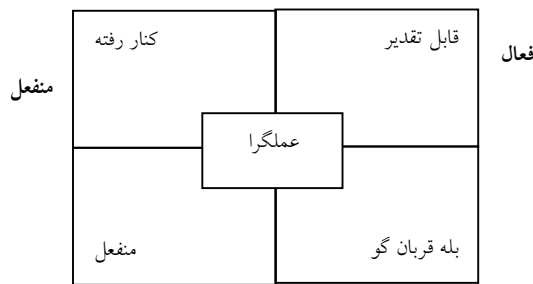 قابل تقدیر
کنار رفته
فعال
منفعل
عملگرا
بله قربان گو
منفعل